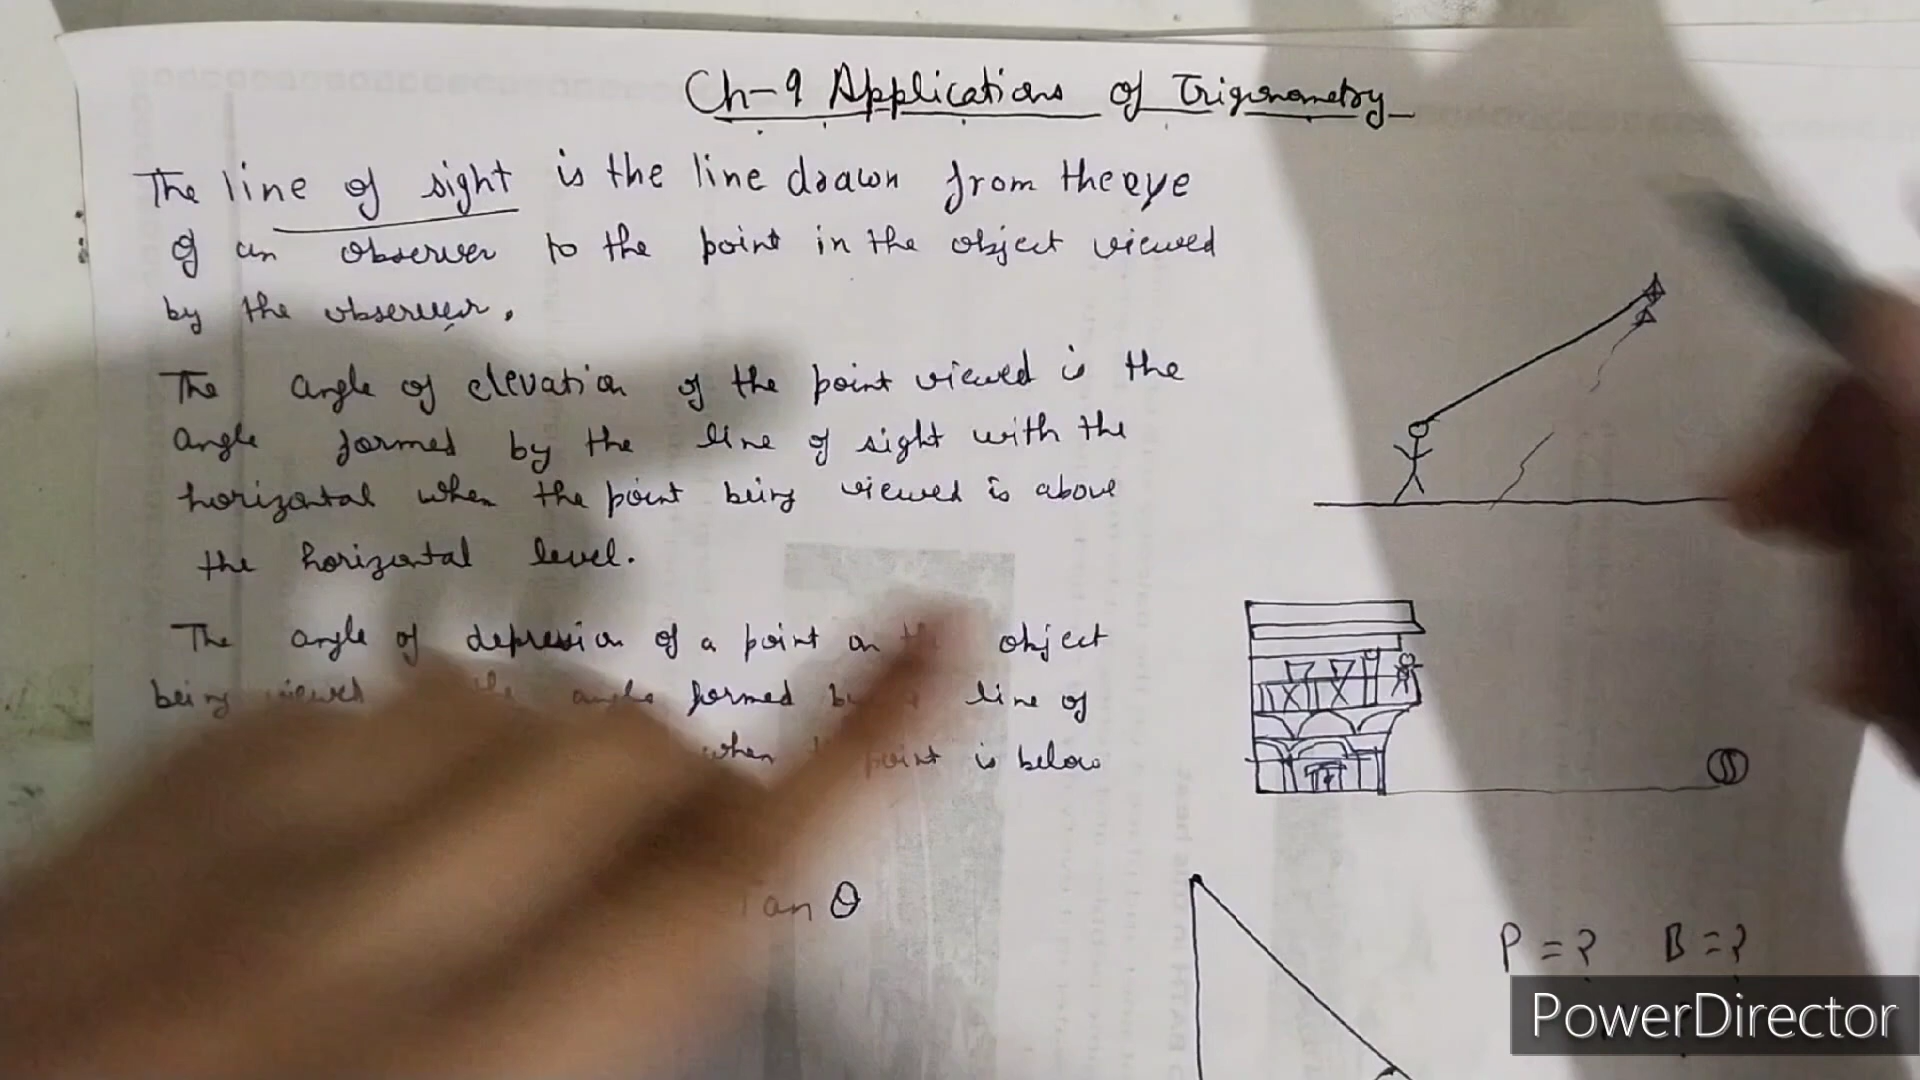 Ch-9 Applications of Trigonometry
The line of sight is the line drawn from the eye
of an observer to the point in the object viewed
by the observer.
The angle of elevation of the point viewed is the
angle formed by the line of sight with the
horizontal when the point being viewed is above
the horizontal level.
The angle of depression of a point on the object
being viewed angle formed line of
when point is below
Tan θ
P = ? B = ?
PowerDirector